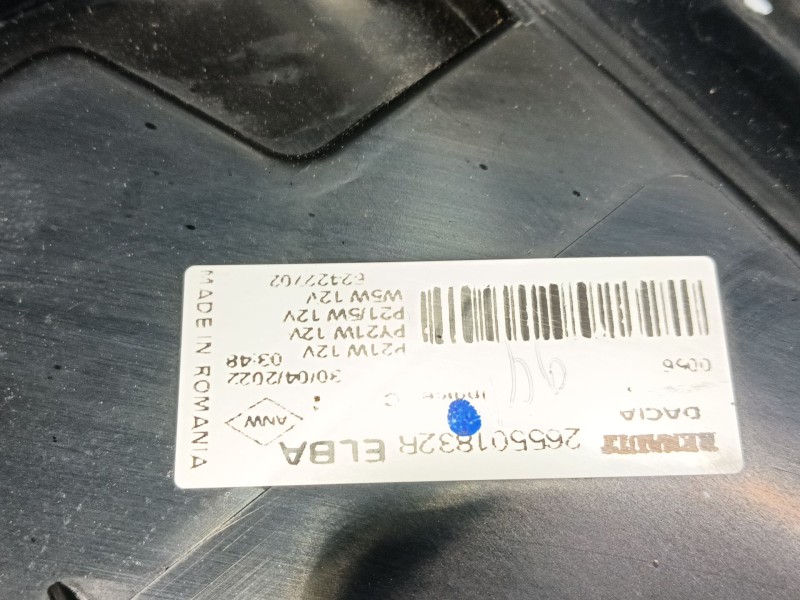 RENAULT 265501832R ELBA
DACIA Indice C
ANW
0056 30/04/2022 03:48
P21W 12V
PY21W 12V
P21/5W 12V
W5W 12V
MADE IN ROMANIA